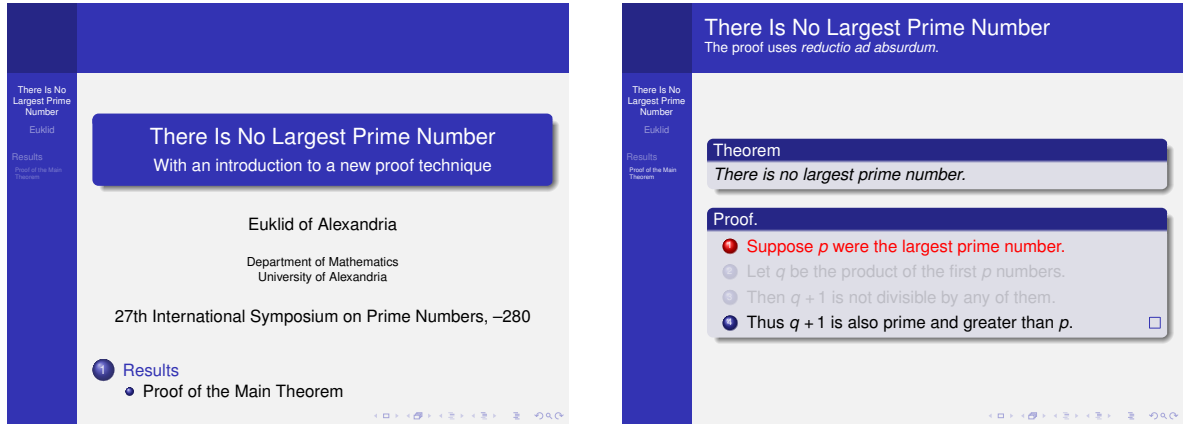 There Is No
Largest Prime
Number
Euklid
Results
Proof of the Main
Theorem
There Is No Largest Prime Number
With an introduction to a new proof technique
Euklid of Alexandria
Department of Mathematics
University of Alexandria
27th International Symposium on Prime Numbers, –280
1 Results
Proof of the Main Theorem
There Is No Largest Prime Number
The proof uses reductio ad absurdum.
There Is No
Largest Prime
Number
Euklid
Results
Proof of the Main
Theorem
Theorem
There is no largest prime number.
Proof.
1 Suppose p were the largest prime number.
2 Let q be the product of the first p numbers.
3 Then q + 1 is not divisible by any of them.
4 Thus q + 1 is also prime and greater than p. □